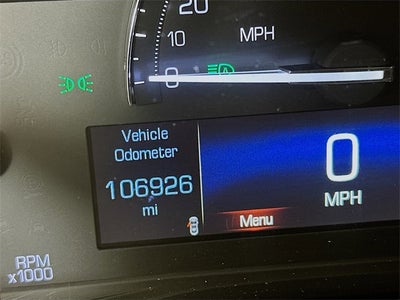 20
10
MPH
0
A
Vehicle
Odometer
106926
mi
0
MPH
Menu
RPM
x1000